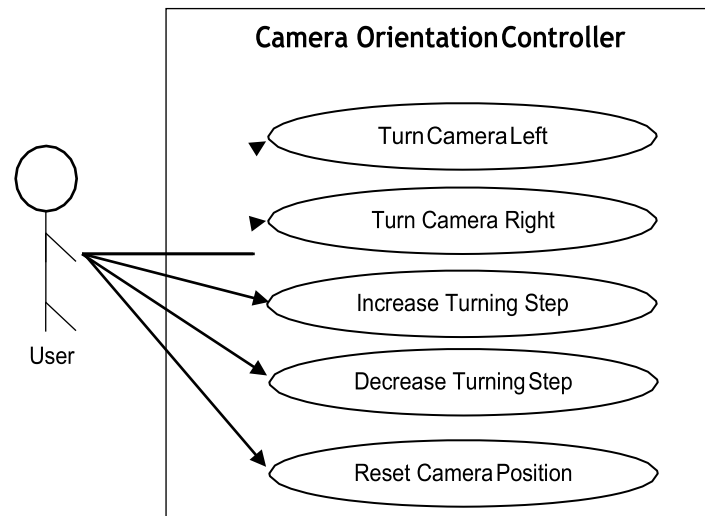 Camera Orientation Controller
Turn Camera Left
Turn Camera Right
Increase Turning Step
Decrease Turning Step
Reset Camera Position
User